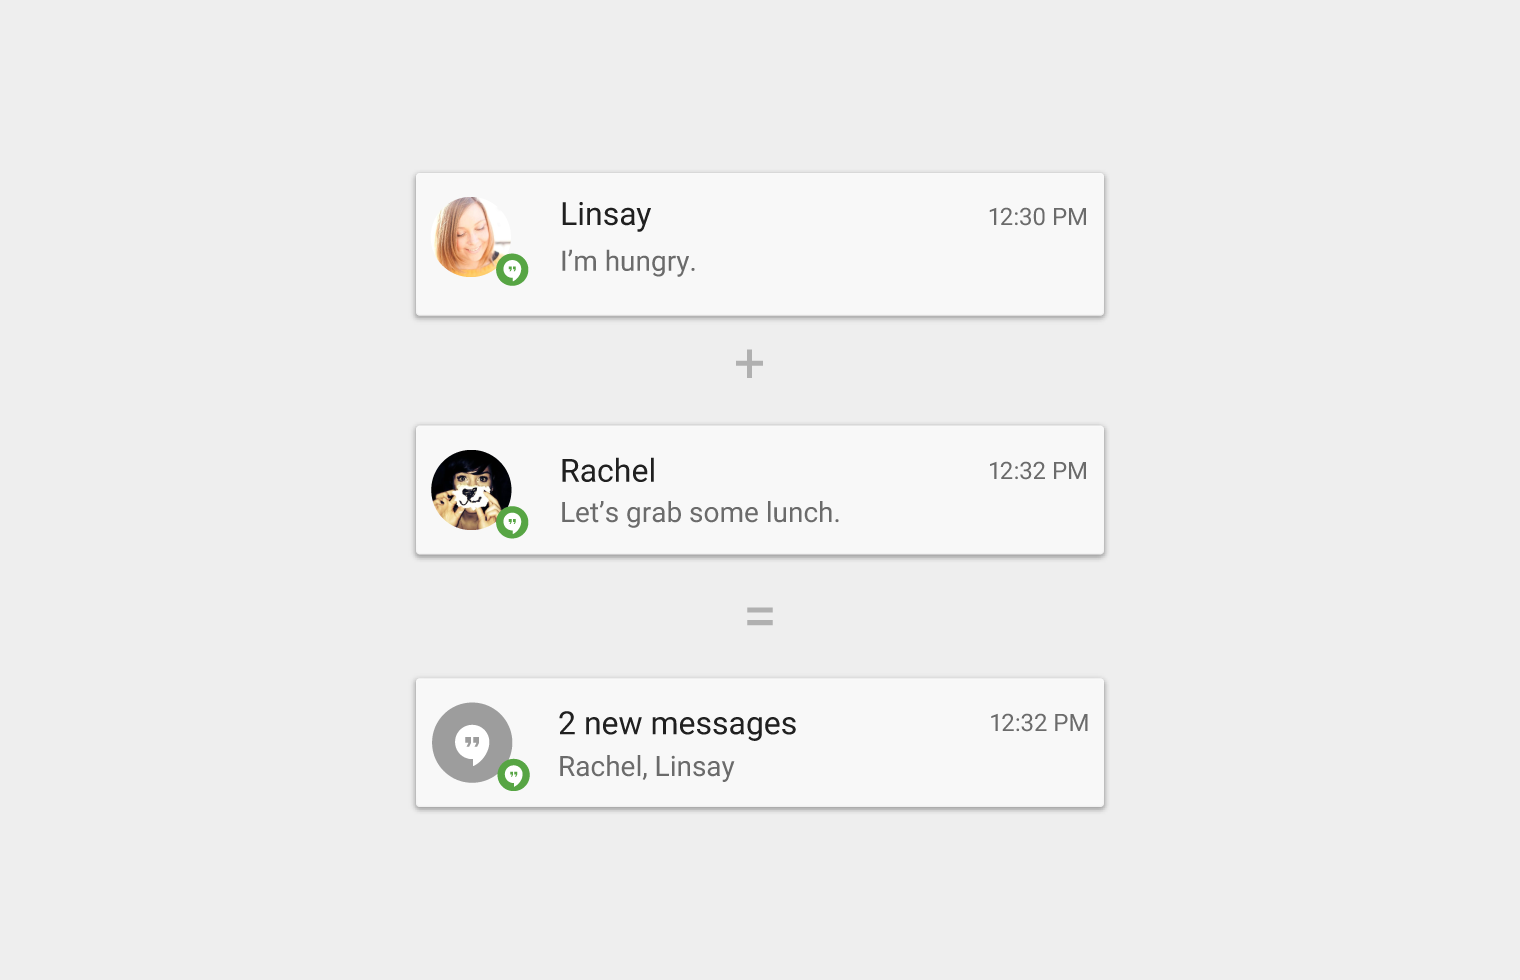 Linsay
12:30 PM
I’m hungry.
+
Rachel
12:32 PM
Let’s grab some lunch.
=
2 new messages
12:32 PM
Rachel, Linsay